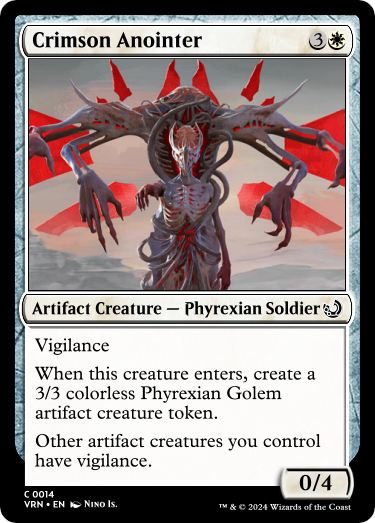 Crimson Anointer 3
Artifact Creature — Phyrexian Soldier
Vigilance
When this creature enters, create a
3/3 colorless Phyrexian Golem
artifact creature token.
Other artifact creatures you control
have vigilance.
0/4
C 0014
VRN • EN Nino Is.
™ & © 2024 Wizards of the Coast